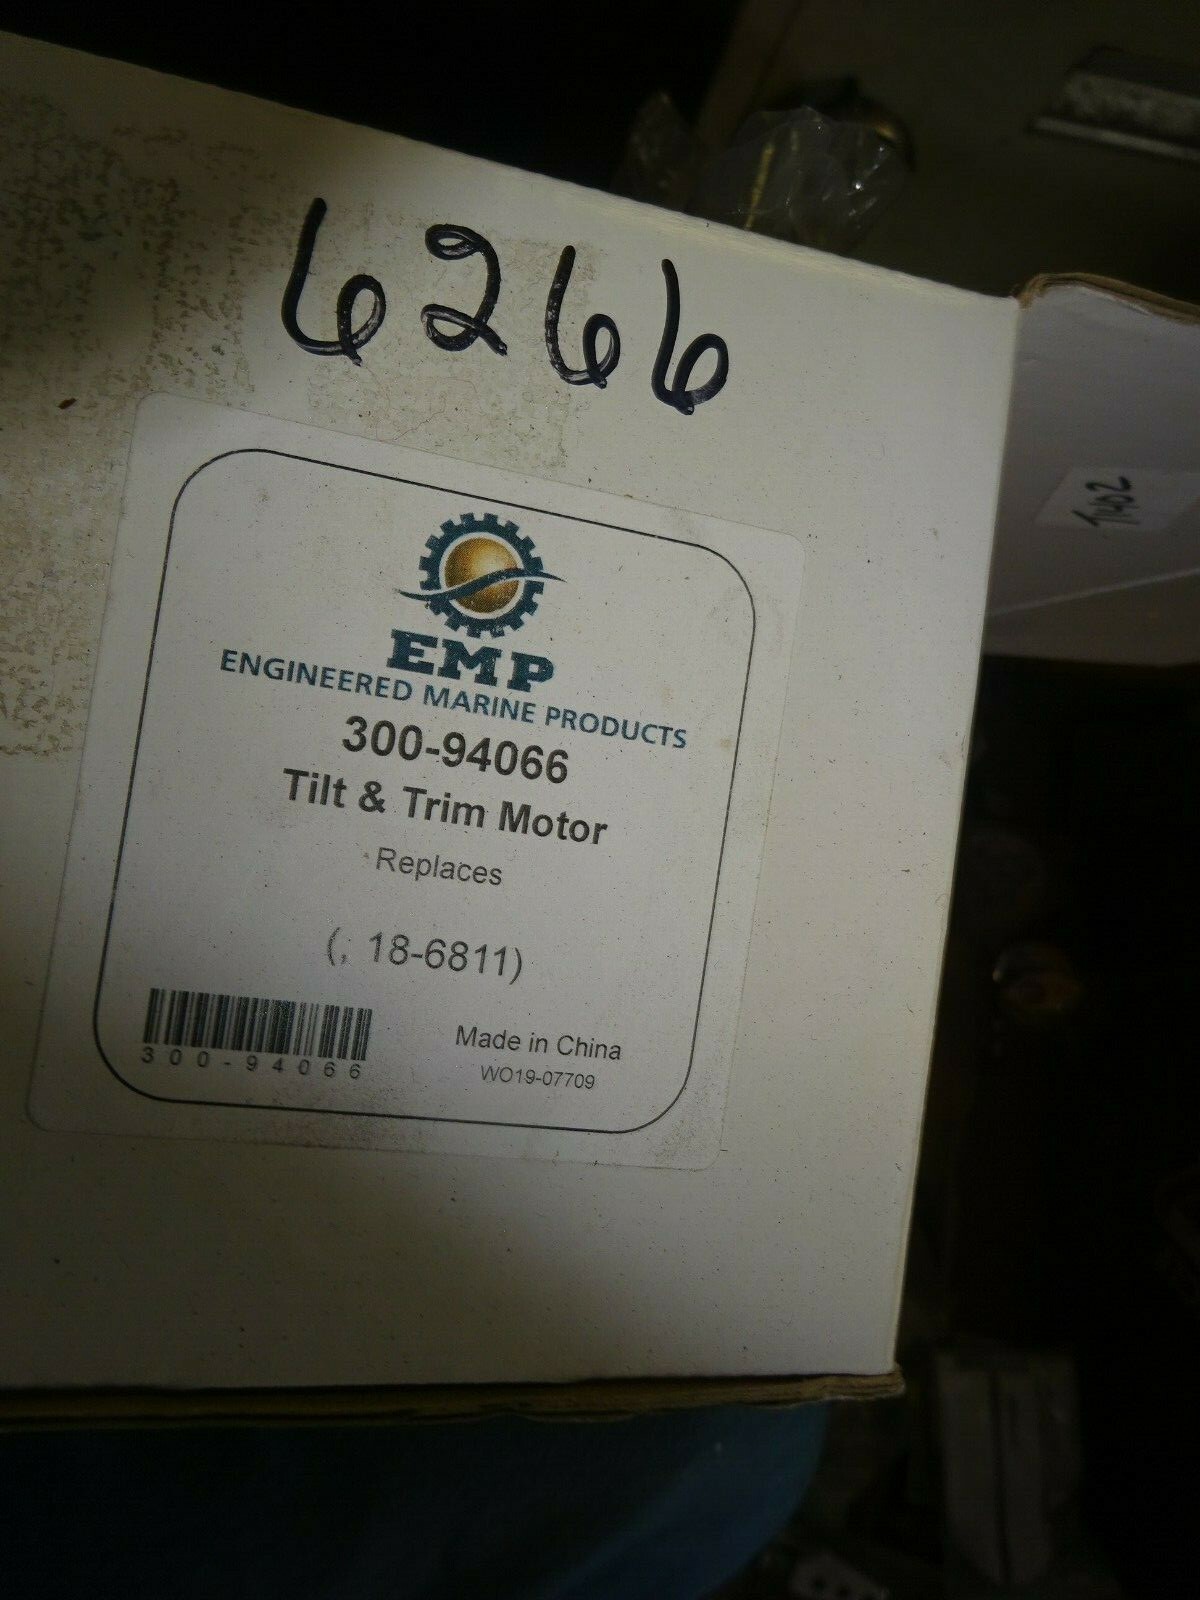 6266
EMP
ENGINEERED MARINE PRODUCTS
300-94066
Tilt & Trim Motor
Replaces
(, 18-6811)
300-94066
Made in China
WO19-07709